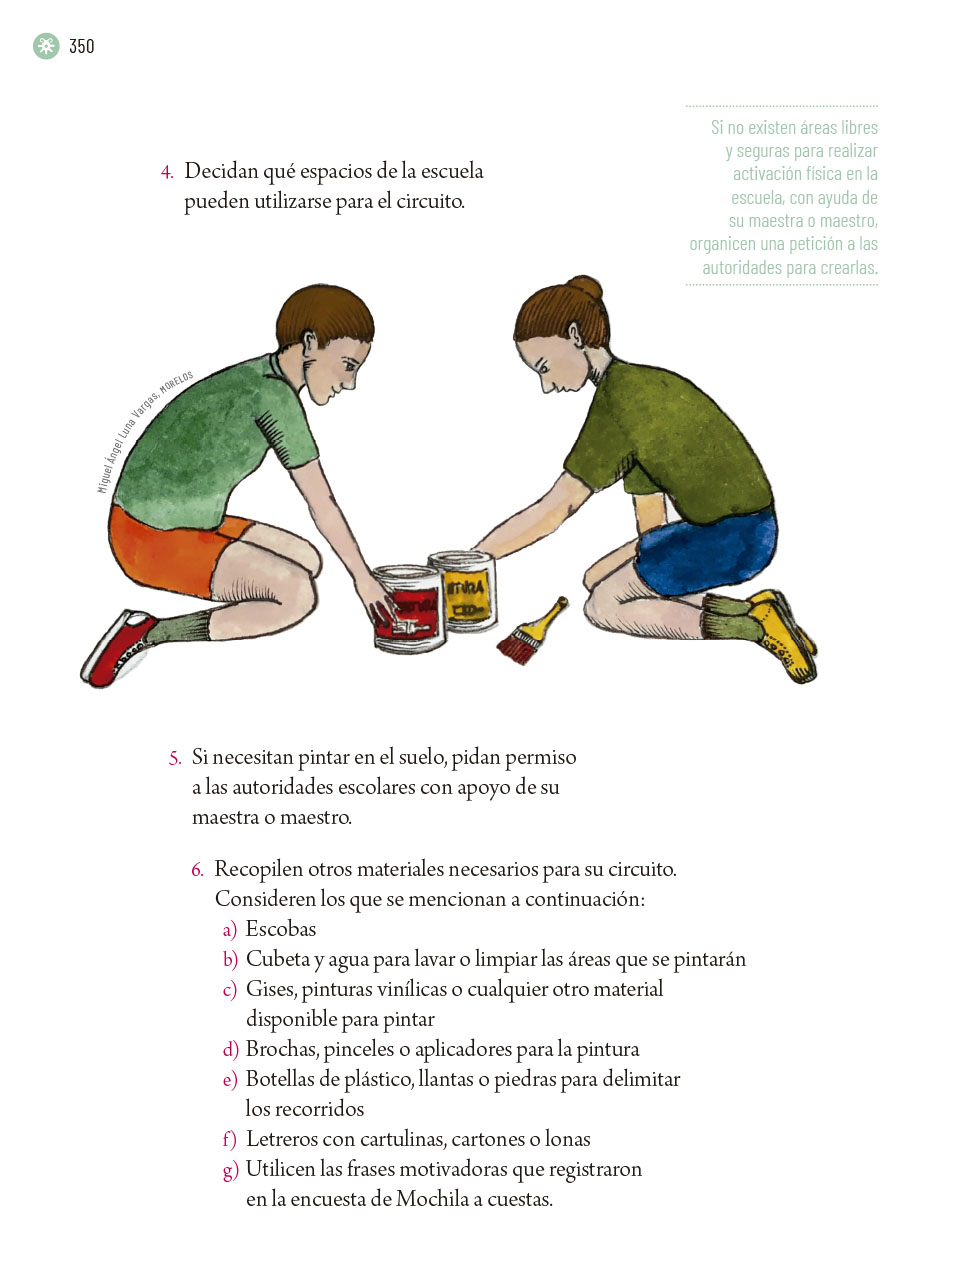 350
Si no existen áreas libres
y seguras para realizar
activación física en la
escuela, con ayuda de
su maestra o maestro,
organicen una petición a las
autoridades para crearlas.
4. Decidan qué espacios de la escuela
pueden utilizarse para el circuito.
Miguel Ángel Luna Vargas, MORELOS
5. Si necesitan pintar en el suelo, pidan permiso
a las autoridades escolares con apoyo de su
maestra o maestro.
6. Recopilen otros materiales necesarios para su circuito.
Consideren los que se mencionan a continuación:
a) Escobas
b) Cubeta y agua para lavar o limpiar las áreas que se pintarán
c) Gises, pinturas vinílicas o cualquier otro material
disponible para pintar
d) Brochas, pinceles o aplicadores para la pintura
e) Botellas de plástico, llantas o piedras para delimitar
los recorridos
f) Letreros con cartulinas, cartones o lonas
g) Utilicen las frases motivadoras que registraron
en la encuesta de Mochila a cuestas.